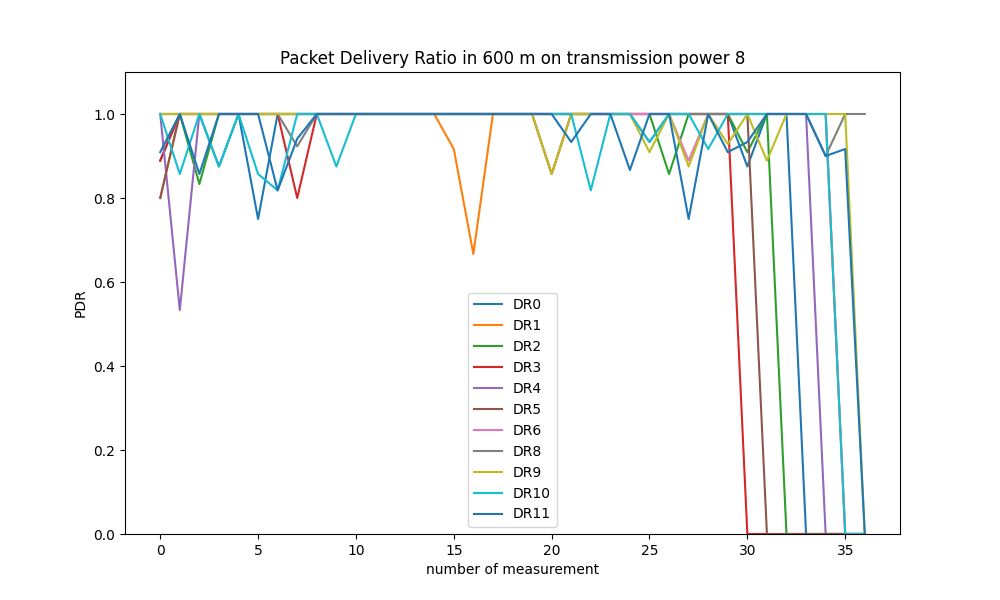 Packet Delivery Ratio in 600 m on transmission power 8
1.0
0.8
0.6
0.4
0.2
0.0
PDR
DR0
DR1
DR2
DR3
DR4
DR5
DR6
DR8
DR9
DR10
DR11
0 5 10 15 20 25 30 35
number of measurement